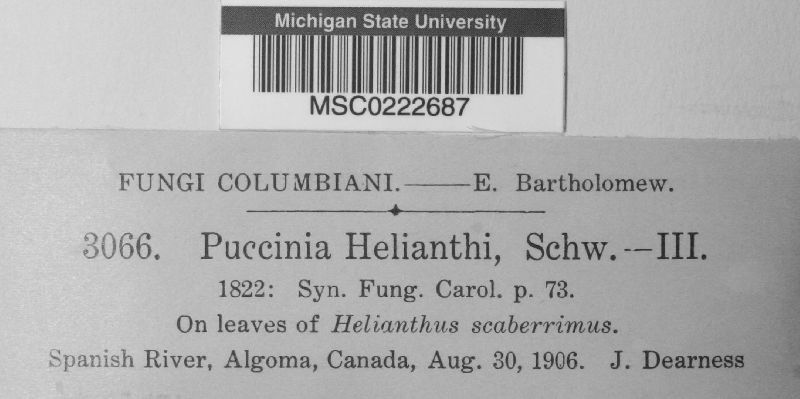 Michigan State University
MSC0222687
FUNGI COLUMBIANI.——E. Bartholomew.
3066. Puccinia Helianthi, Schw.—III.
1822: Syn. Fung. Carol. p. 73.
On leaves of Helianthus scaberrimus.
Spanish River, Algoma, Canada, Aug. 30, 1906. J. Dearness